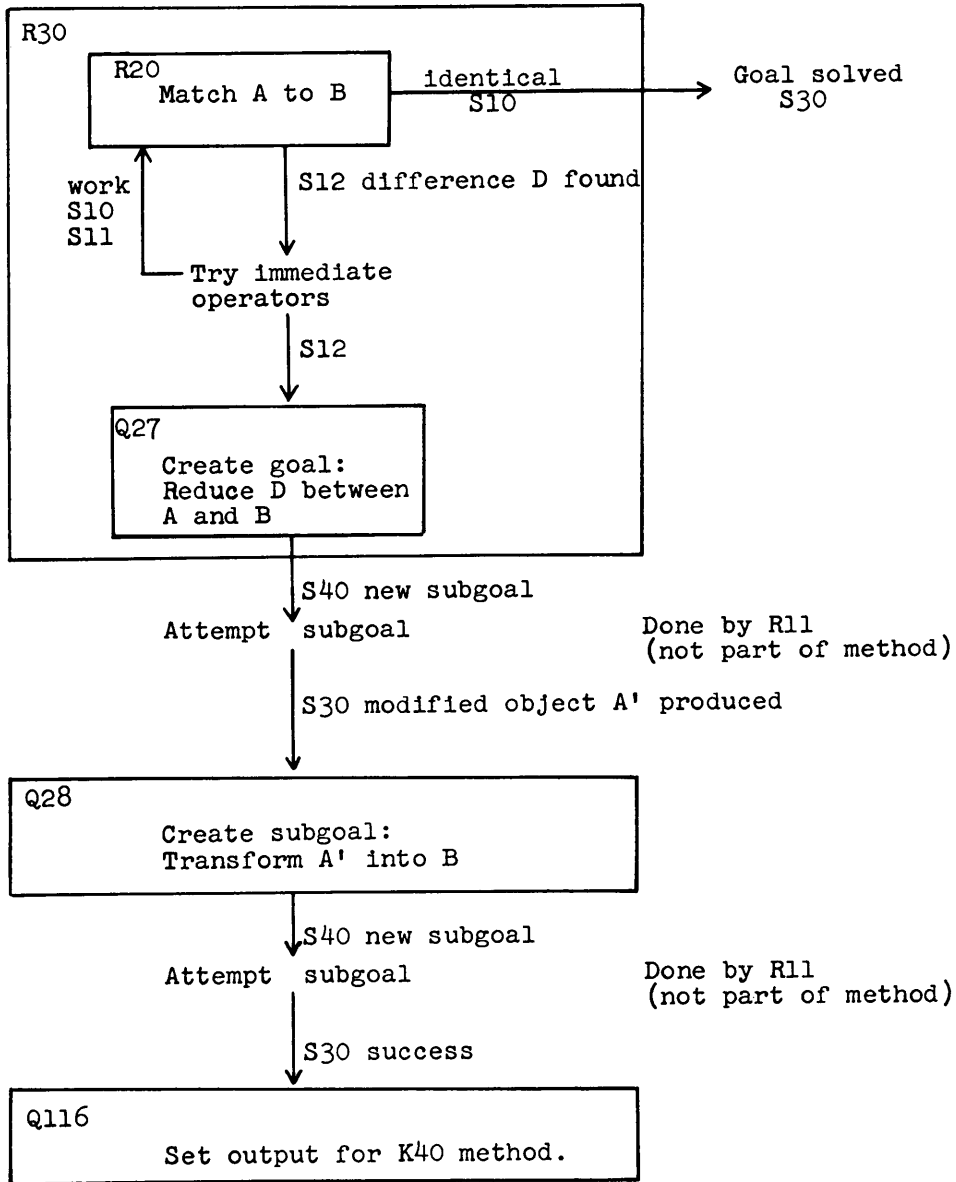 R30
R20
Match A to B
identical
S10
Goal solved
S30
work
S10
S11
S12 difference D found
Try immediate
operators
S12
Q27
Create goal:
Reduce D between
A and B
S40 new subgoal
Attempt subgoal
Done by R11
(not part of method)
S30 modified object A' produced
Q28
Create subgoal:
Transform A' into B
S40 new subgoal
Attempt subgoal
Done by R11
(not part of method)
S30 success
Q116
Set output for K40 method.